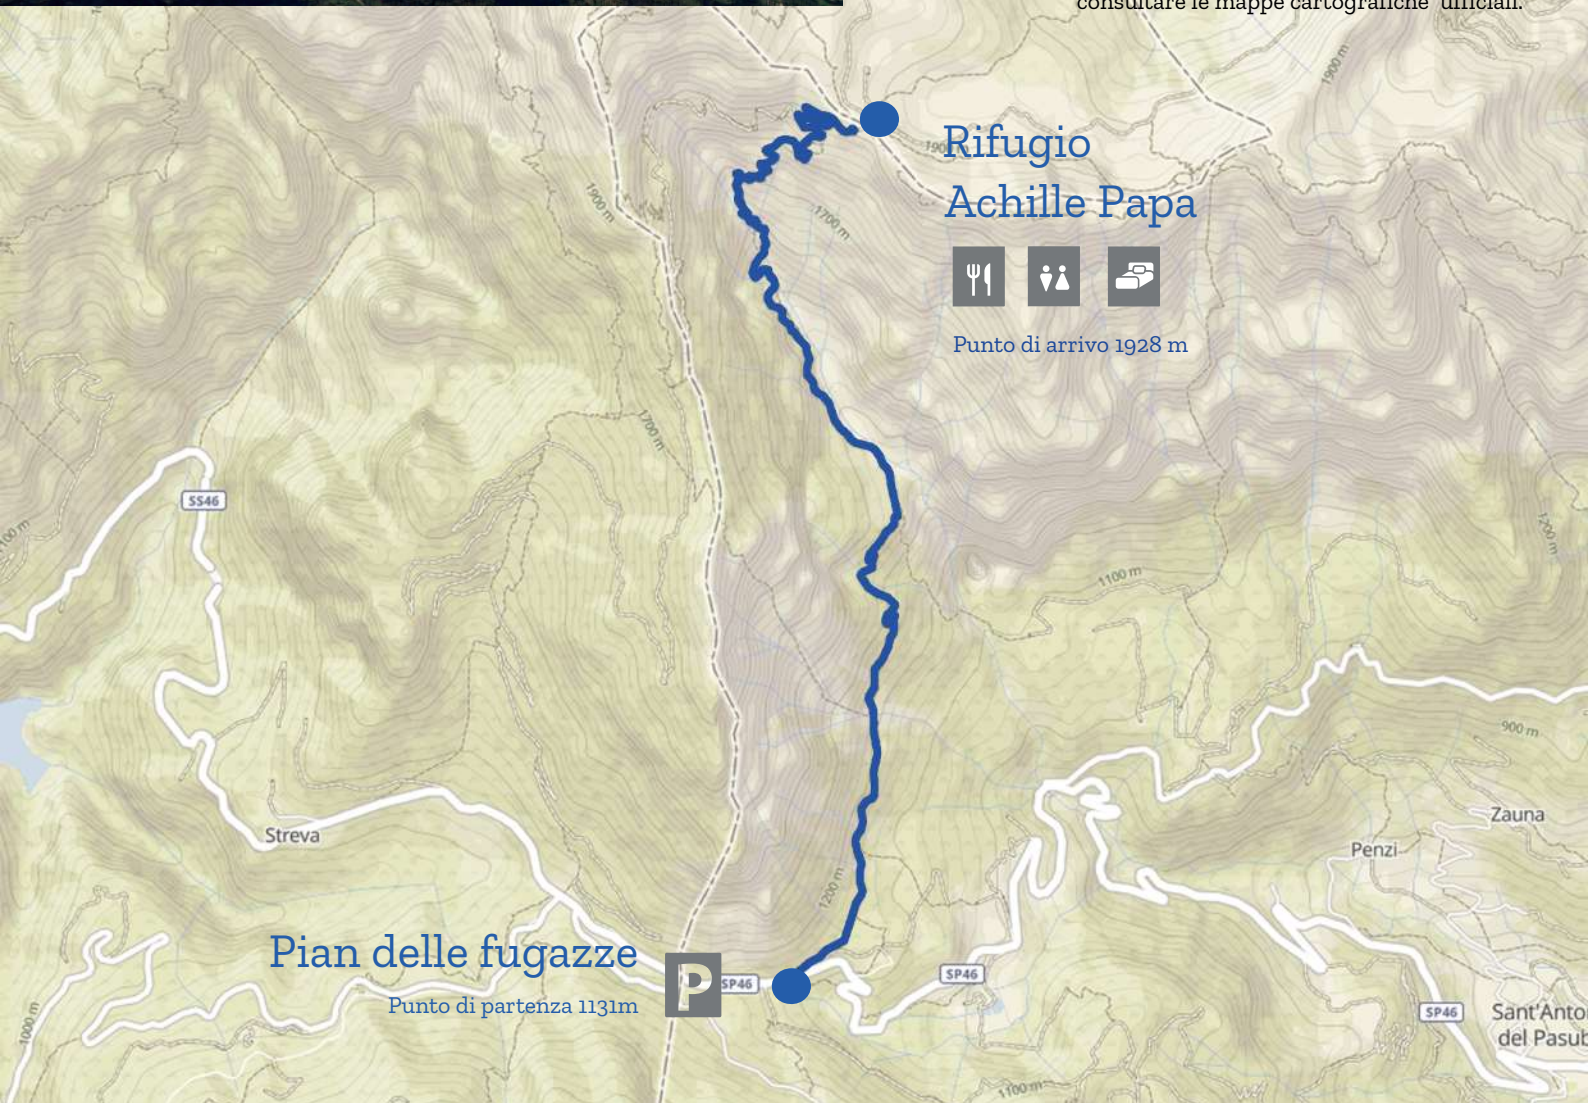 consultare le mappe cartografiche ufficiali.
1900 m
Rifugio
1900 m
Achille Papa
1900 m
1700 m
Punto di arrivo 1928 m
1700 m
SS46
1200 m
1100 m
900 m
Zauna
Streva
Penzi
1200 m
Pian delle fugazze
P
SP46
SP46
Punto di partenza 1131m
SP46
Sant'Anto
del Pasub
1000 m
1100 m